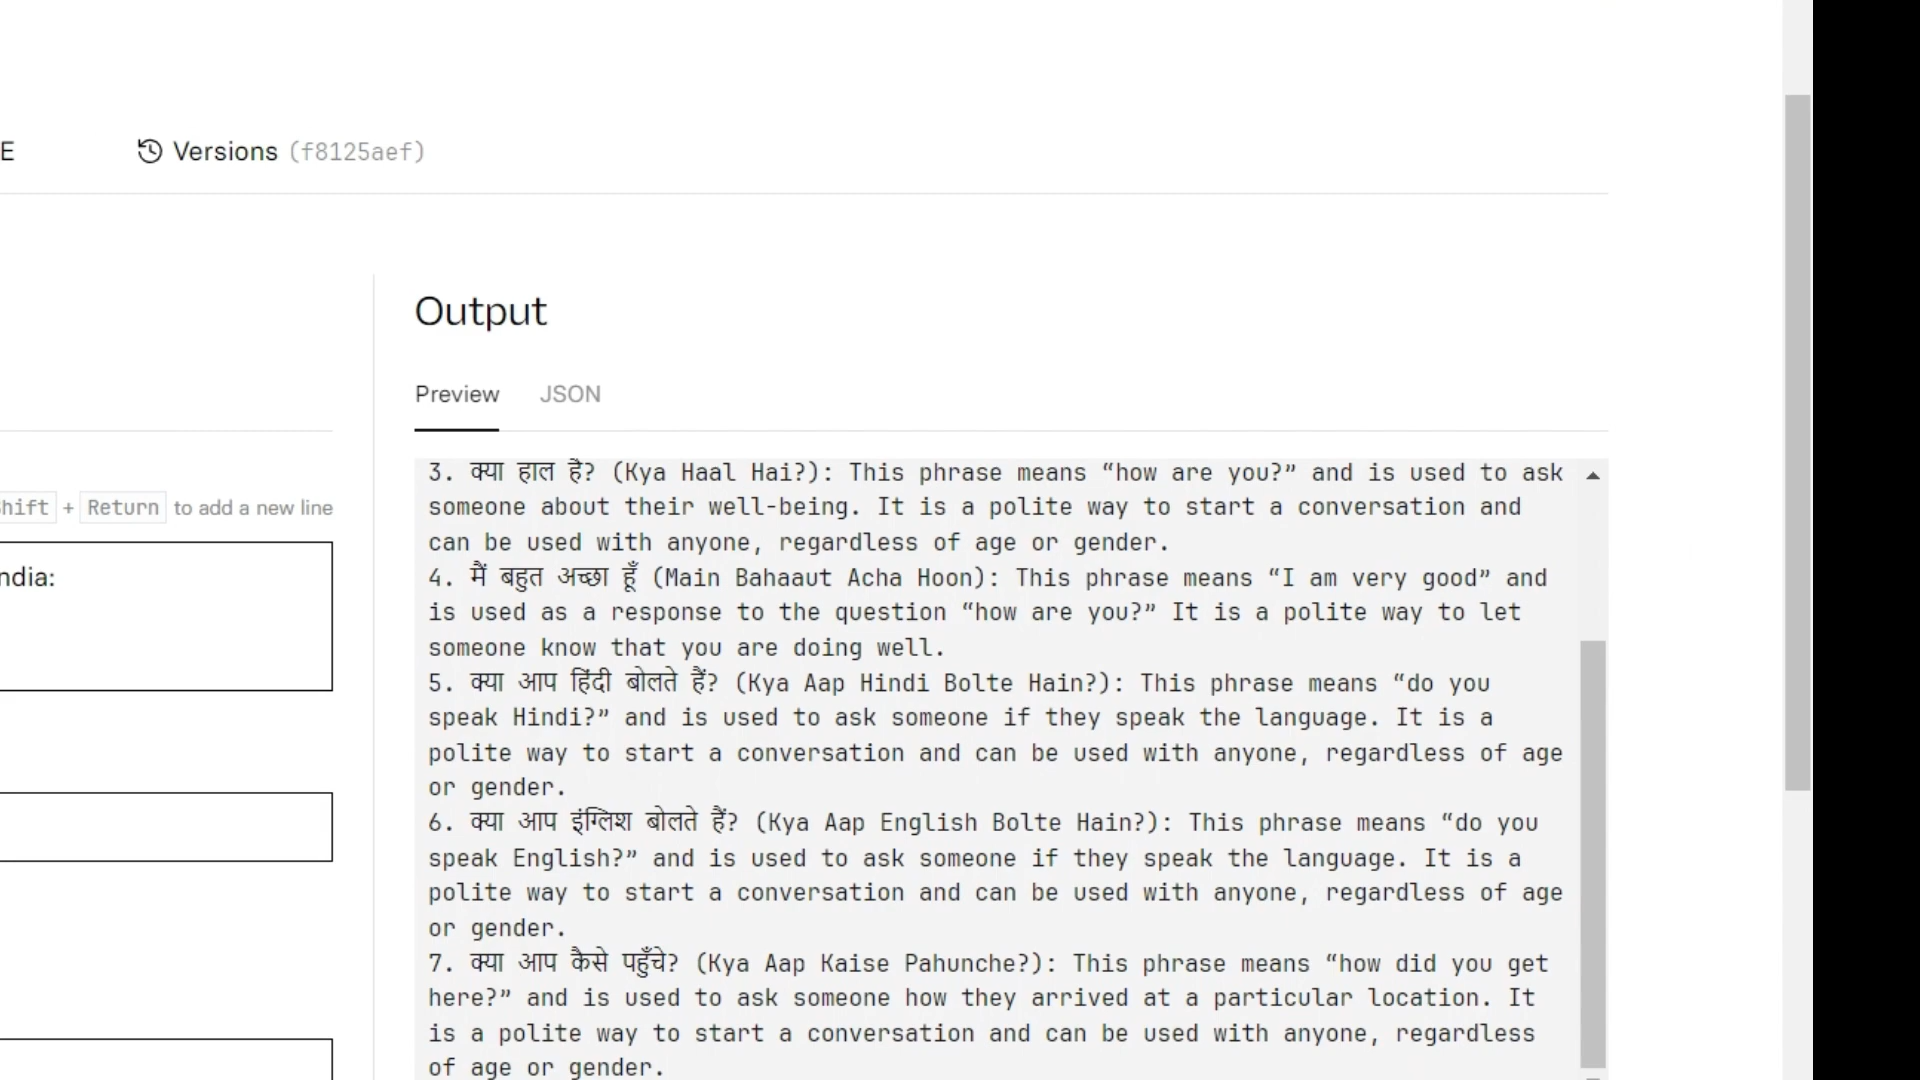 E
Versions (f8125aef)
Output
Preview JSON
Shift + Return to add a new line
ndia:
3. क्या हाल है? (Kya Haal Hai?): This phrase means “how are you?” and is used to ask
someone about their well-being. It is a polite way to start a conversation and
can be used with anyone, regardless of age or gender.
4. मैं बहुत अच्छा हूँ (Main Bahaaut Acha Hoon): This phrase means “I am very good” and
is used as a response to the question “how are you?” It is a polite way to let
someone know that you are doing well.
5. क्या आप हिंदी बोलते हैं? (Kya Aap Hindi Bolte Hain?): This phrase means “do you
speak Hindi?” and is used to ask someone if they speak the language. It is a
polite way to start a conversation and can be used with anyone, regardless of age
or gender.
6. क्या आप इंग्लिश बोलते हैं? (Kya Aap English Bolte Hain?): This phrase means “do you
speak English?” and is used to ask someone if they speak the language. It is a
polite way to start a conversation and can be used with anyone, regardless of age
or gender.
7. क्या आप कैसे पहुँचे? (Kya Aap Kaise Pahunche?): This phrase means “how did you get
here?” and is used to ask someone how they arrived at a particular location. It
is a polite way to start a conversation and can be used with anyone, regardless
of age or gender.